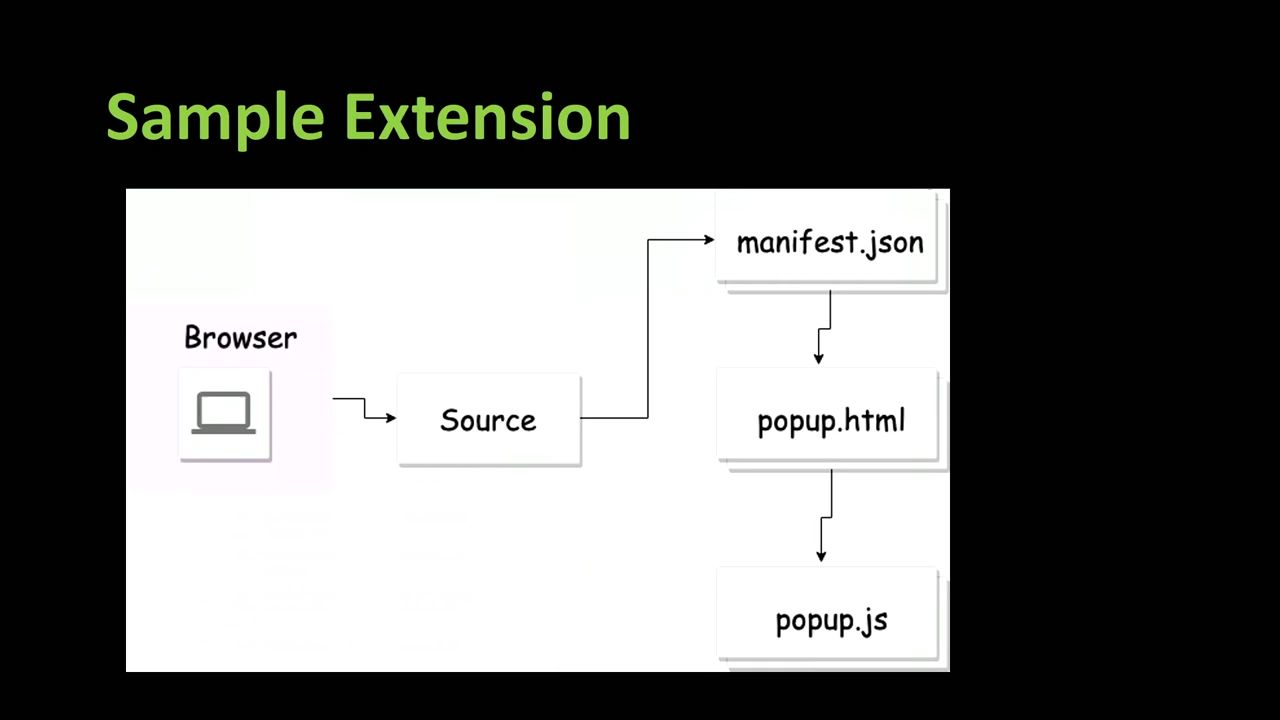 Sample Extension
manifest.json
Browser
Source
popup.html
popup.js